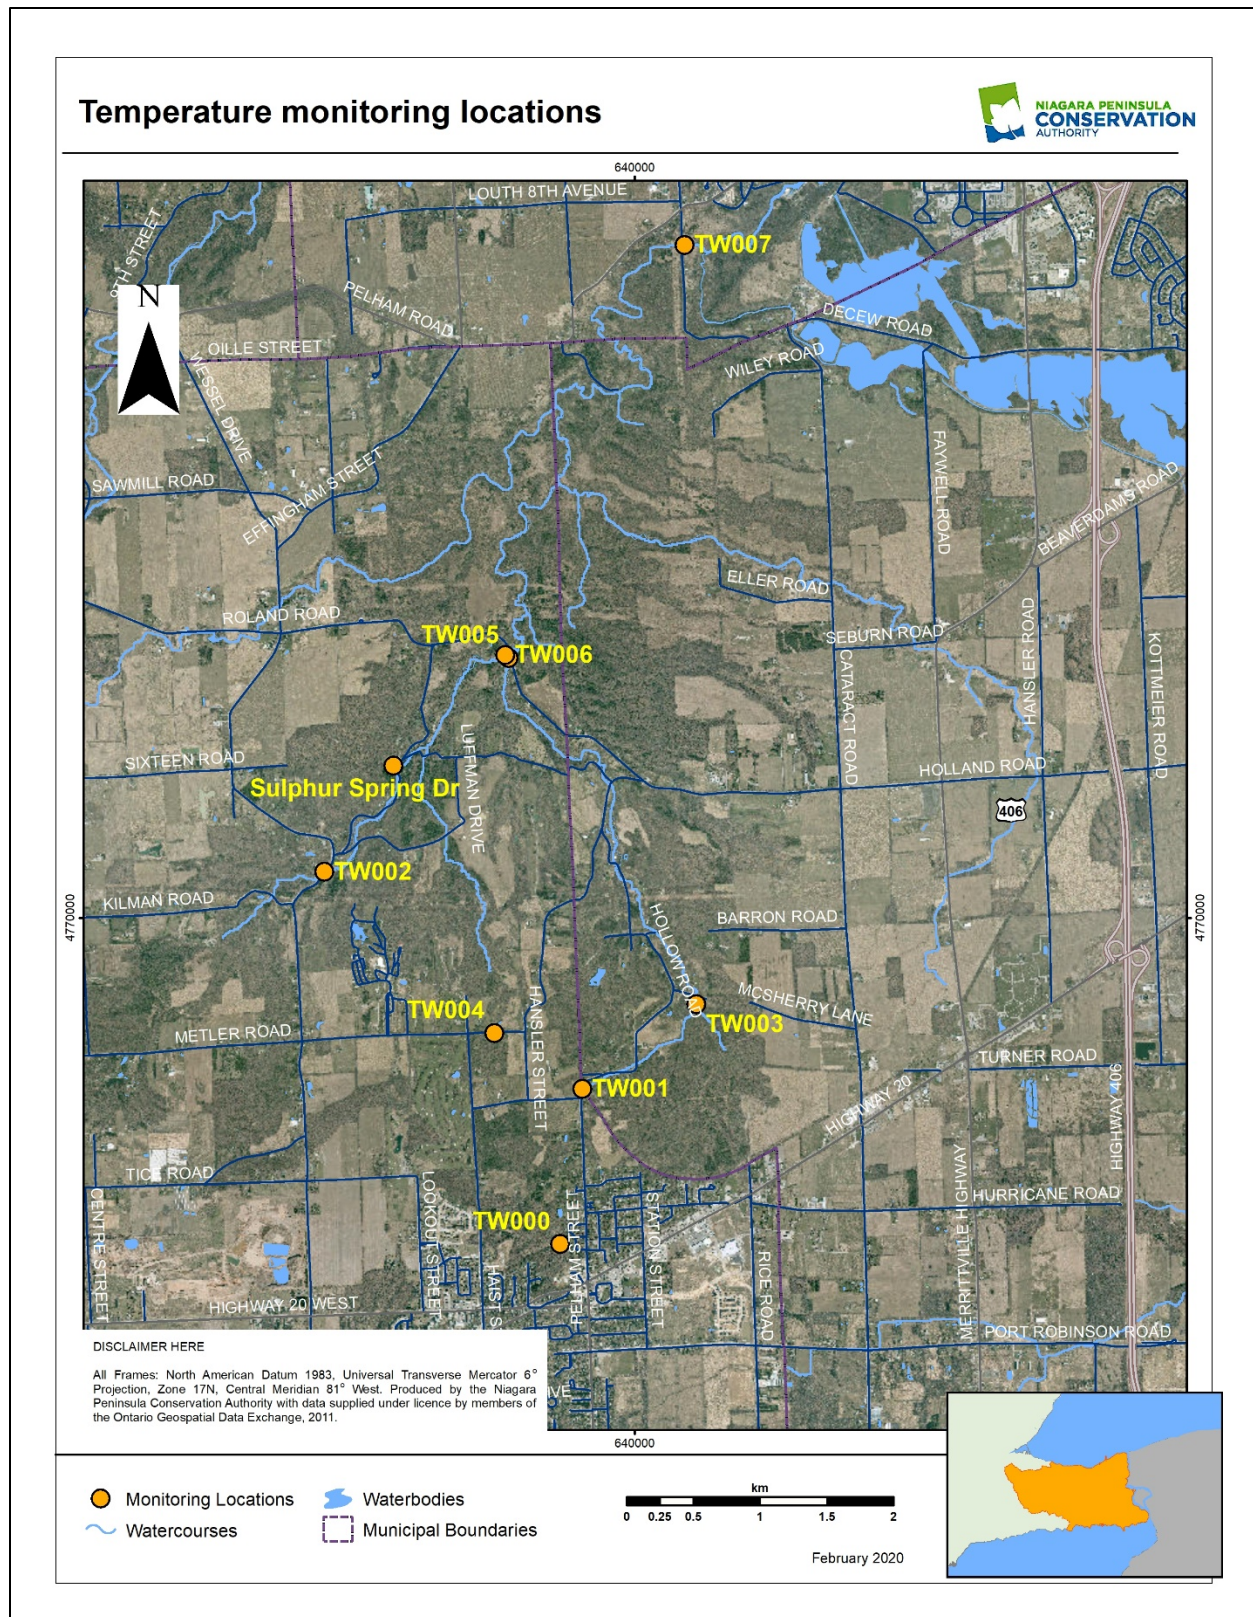 Temperature monitoring locations
NIAGARA PENINSULA
CONSERVATION
AUTHORITY
640000
LOUTH 8TH AVENUE
9TH STREET
TW007
N
PELHAM ROAD
DECEW ROAD
OILLE STREET
WILEY ROAD
WESSEL DRIVE
FAYWELL ROAD
SAWMILL ROAD
EFFINGHAM STREET
BEAVERDAMS ROAD
ELLER ROAD
ROLAND ROAD
TW005
TW006
SEBURN ROAD
HANSLER ROAD
KOTTMEIER ROAD
CATARACT ROAD
LUFFMAN DRIVE
SIXTEEN ROAD
HOLLAND ROAD
Sulphur Spring Dr
406
TW002
KILMAN ROAD
4770000
BARRON ROAD
4770000
HOLLOW ROAD
MCSHERRY LANE
TW004
TW003
METLER ROAD
HANSLER STREET
TURNER ROAD
TW001
HIGHWAY 20
HIGHWAY 406
TICE ROAD
LOOKOUT STREET
CENTRE STREET
HURRICANE ROAD
TW000
PELHAM STREET
STATION STREET
MERRITTVILLE HIGHWAY
RICE ROAD
HAIST S
HIGHWAY 20 WEST
PORT ROBINSON ROAD
DISCLAIMER HERE
All Frames: North American Datum 1983, Universal Transverse Mercator 6°
Projection, Zone 17N, Central Meridian 81° West. Produced by the Niagara
Peninsula Conservation Authority with data supplied under licence by members of
the Ontario Geospatial Data Exchange, 2011.
640000
Monitoring Locations
Waterbodies
Watercourses
Municipal Boundaries
km
0 0.25 0.5 1 1.5 2
February 2020